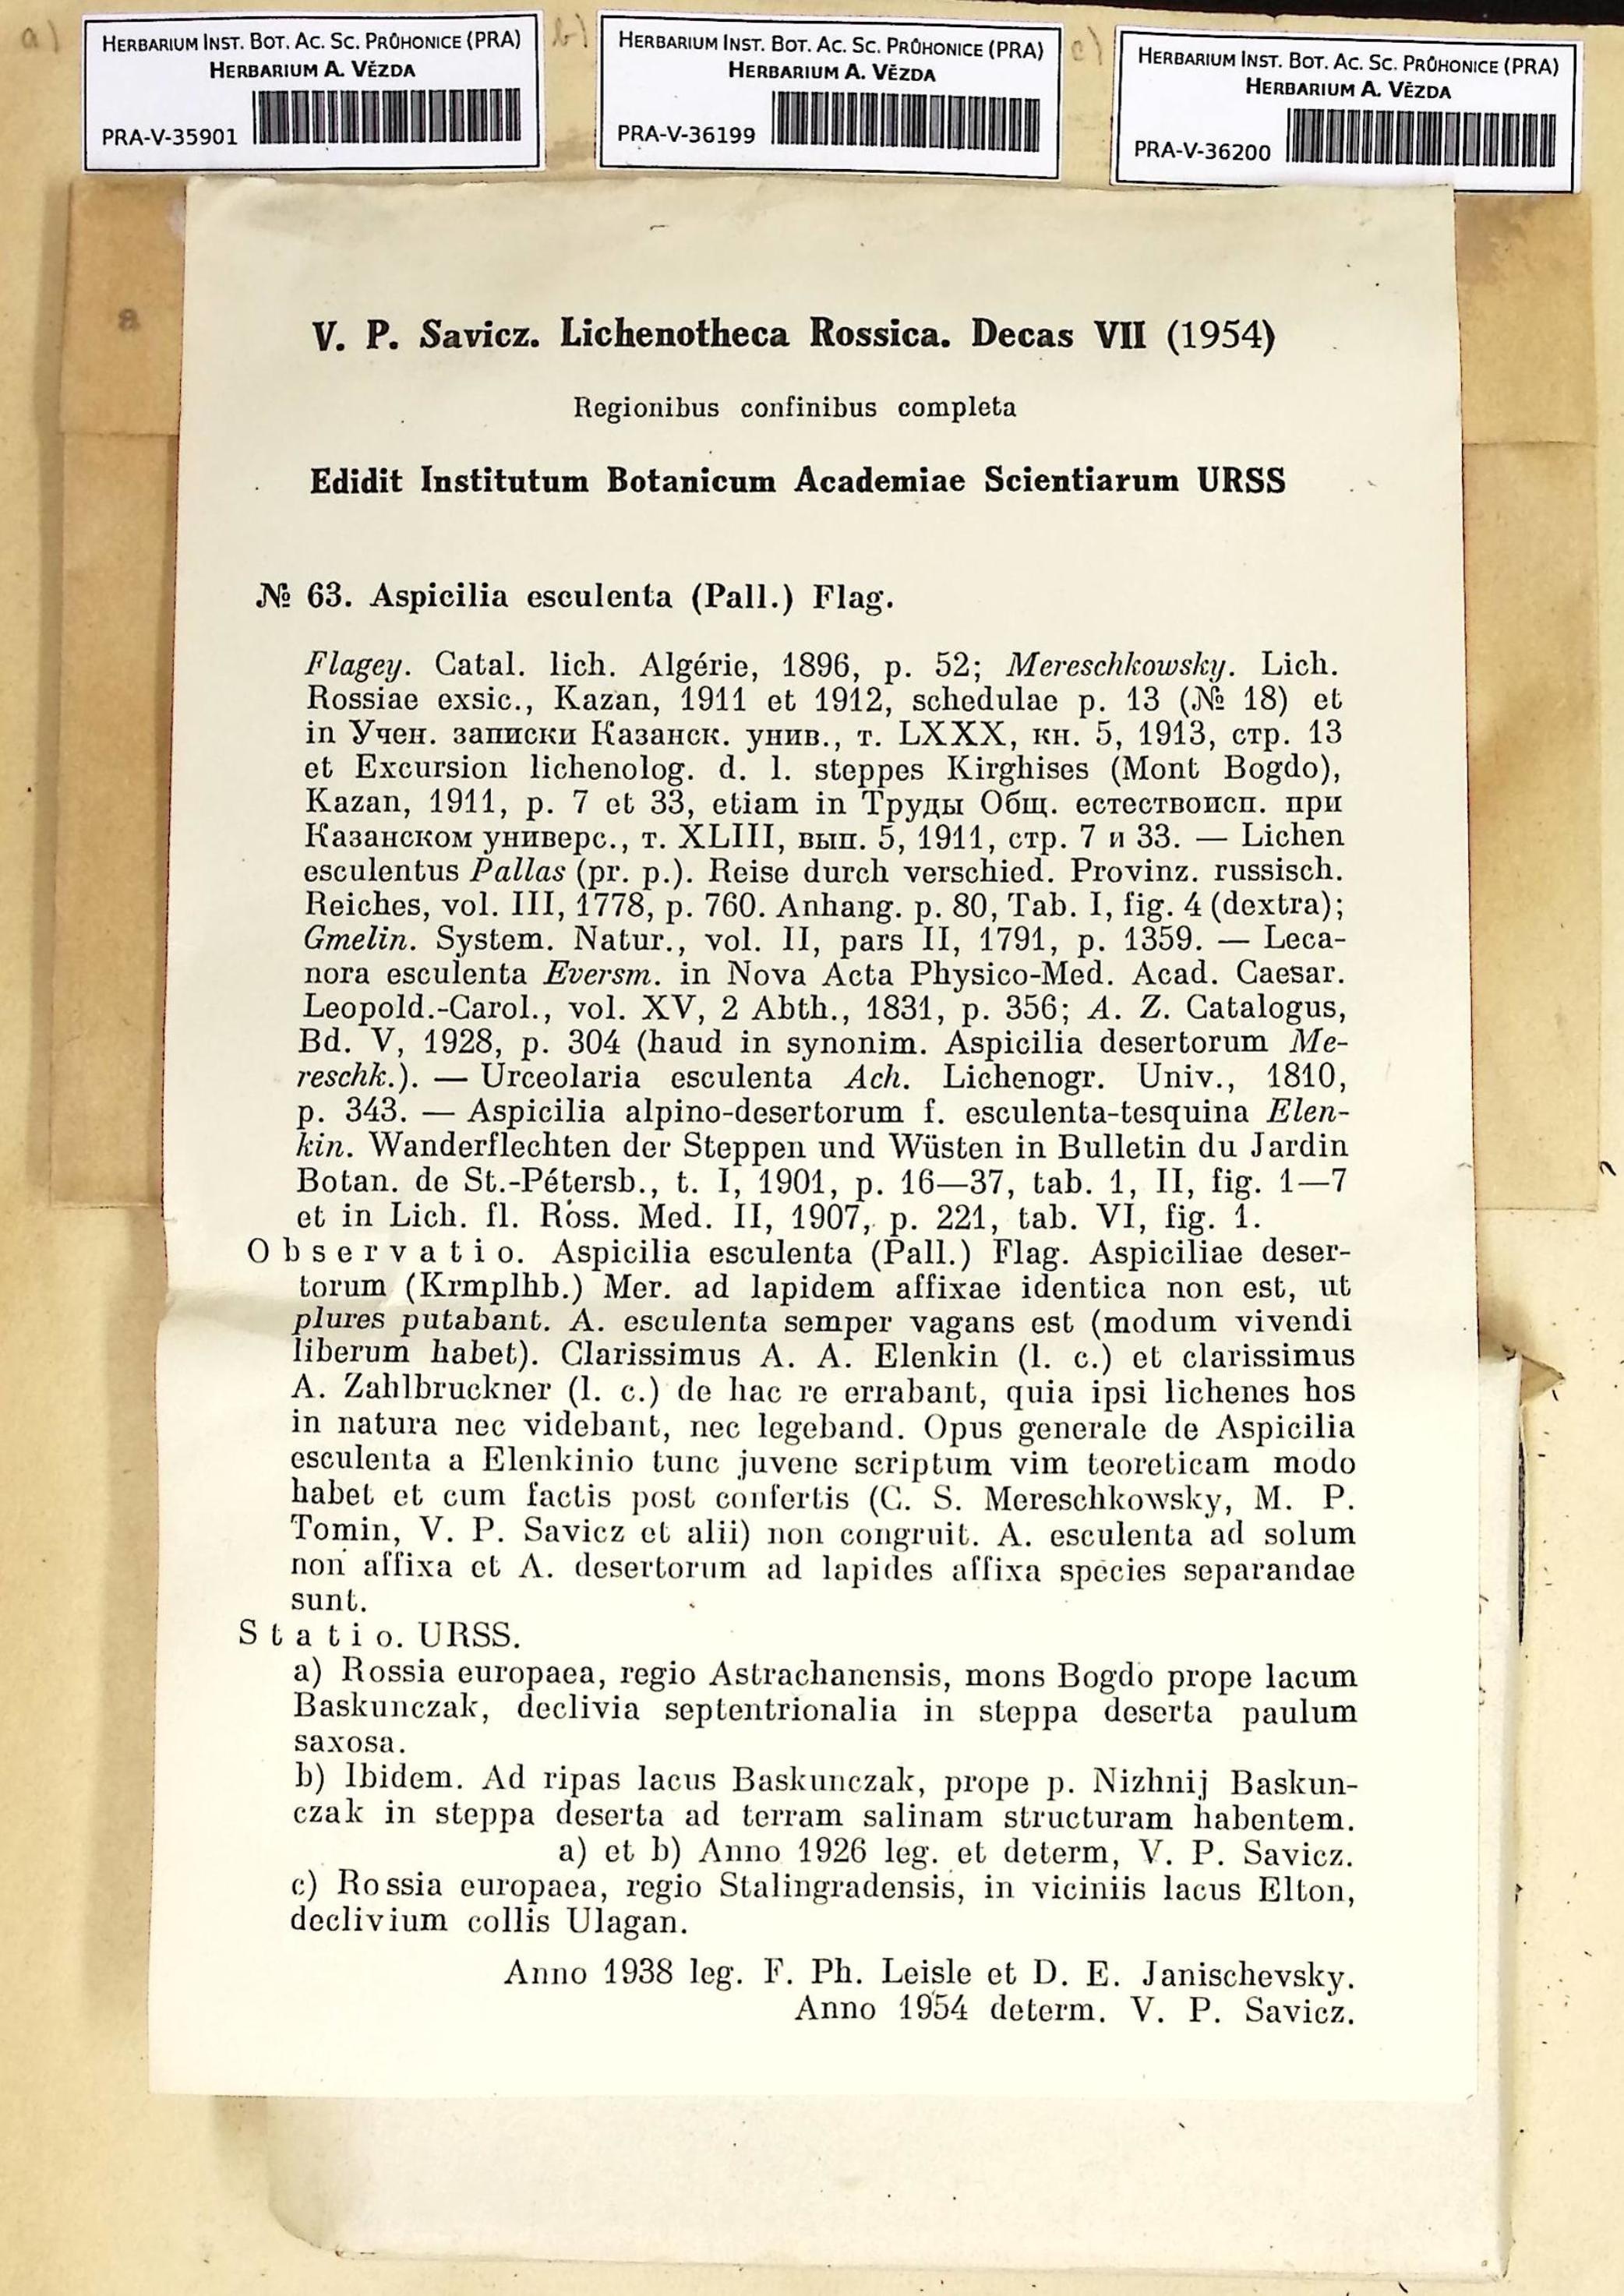 a)
HERBARIUM INST. BOT. AC. SC. PRŮHONICE (PRA)
HERBARIUM A. VĚZDA
PRA-V-35901
b)
HERBARIUM INST. BOT. AC. SC. PRŮHONICE (PRA)
HERBARIUM A. VĚZDA
PRA-V-36199
c)
HERBARIUM INST. BOT. AC. SC. PRŮHONICE (PRA)
HERBARIUM A. VĚZDA
PRA-V-36200
a
V. P. Savicz. Lichenotheca Rossica. Decas VII (1954)
Regionibus confinibus completa
Edidit Institutum Botanicum Academiae Scientiarum URSS
№ 63. Aspicilia esculenta (Pall.) Flag.
Flagey. Catal. lich. Algérie, 1896, p. 52; Mereschkowsky. Lich.
Rossiae exsic., Kazan, 1911 et 1912, schedulae p. 13 (№ 18) et
in Учен. записки Казанск. унив., т. LXXX, кн. 5, 1913, стр. 13
et Excursion lichenolog. d. l. steppes Kirghises (Mont Bogdo),
Kazan, 1911, p. 7 et 33, etiam in Труды Общ. естествоисп. при
Казанском универс., т. XLIII, вып. 5, 1911, стр. 7 и 33. — Lichen
esculentus Pallas (pr. p.). Reise durch verschied. Provinz. russisch.
Reiches, vol. III, 1778, p. 760. Anhang. p. 80, Tab. I, fig. 4 (dextra);
Gmelin. System. Natur., vol. II, pars II, 1791, p. 1359. — Leca-
nora esculenta Eversm. in Nova Acta Physico-Med. Acad. Caesar.
Leopold.-Carol., vol. XV, 2 Abth., 1831, p. 356; A. Z. Catalogus,
Bd. V, 1928, p. 304 (haud in synonim. Aspicilia desertorum Me-
reschk.). — Urceolaria esculenta Ach. Lichenogr. Univ., 1810,
p. 343. — Aspicilia alpino-desertorum f. esculenta-tesquina Elen-
kin. Wanderflechten der Steppen und Wüsten in Bulletin du Jardin
Botan. de St.-Pétersb., t. I, 1901, p. 16—37, tab. 1, II, fig. 1—7
et in Lich. fl. Ross. Med. II, 1907, p. 221, tab. VI, fig. 1.
Observatio. Aspicilia esculenta (Pall.) Flag. Aspiciliae deser-
torum (Krmplhb.) Mer. ad lapidem affixae identica non est, ut
plures putabant. A. esculenta semper vagans est (modum vivendi
liberum habet). Clarissimus A. A. Elenkin (l. c.) et clarissimus
A. Zahlbruckner (l. c.) de hac re errabant, quia ipsi lichenes hos
in natura nec videbant, nec legeband. Opus generale de Aspicilia
esculenta a Elenkinio tunc juvene scriptum vim teoreticam modo
habet et cum factis post confertis (C. S. Mereschkowsky, M. P.
Tomin, V. P. Savicz et alii) non congruit. A. esculenta ad solum
non affixa et A. desertorum ad lapides affixa species separandae
sunt.
Statio. URSS.
a) Rossia europaea, regio Astrachanensis, mons Bogdo prope lacum
Baskunczak, declivia septentrionalia in steppa deserta paulum
saxosa.
b) Ibidem. Ad ripas lacus Baskunczak, prope p. Nizhnij Baskun-
czak in steppa deserta ad terram salinam structuram habentem.
a) et b) Anno 1926 leg. et determ, V. P. Savicz.
c) Rossia europaea, regio Stalingradensis, in viciniis lacus Elton,
declivium collis Ulagan.
Anno 1938 leg. F. Ph. Leisle et D. E. Janischevsky.
Anno 1954 determ. V. P. Savicz.